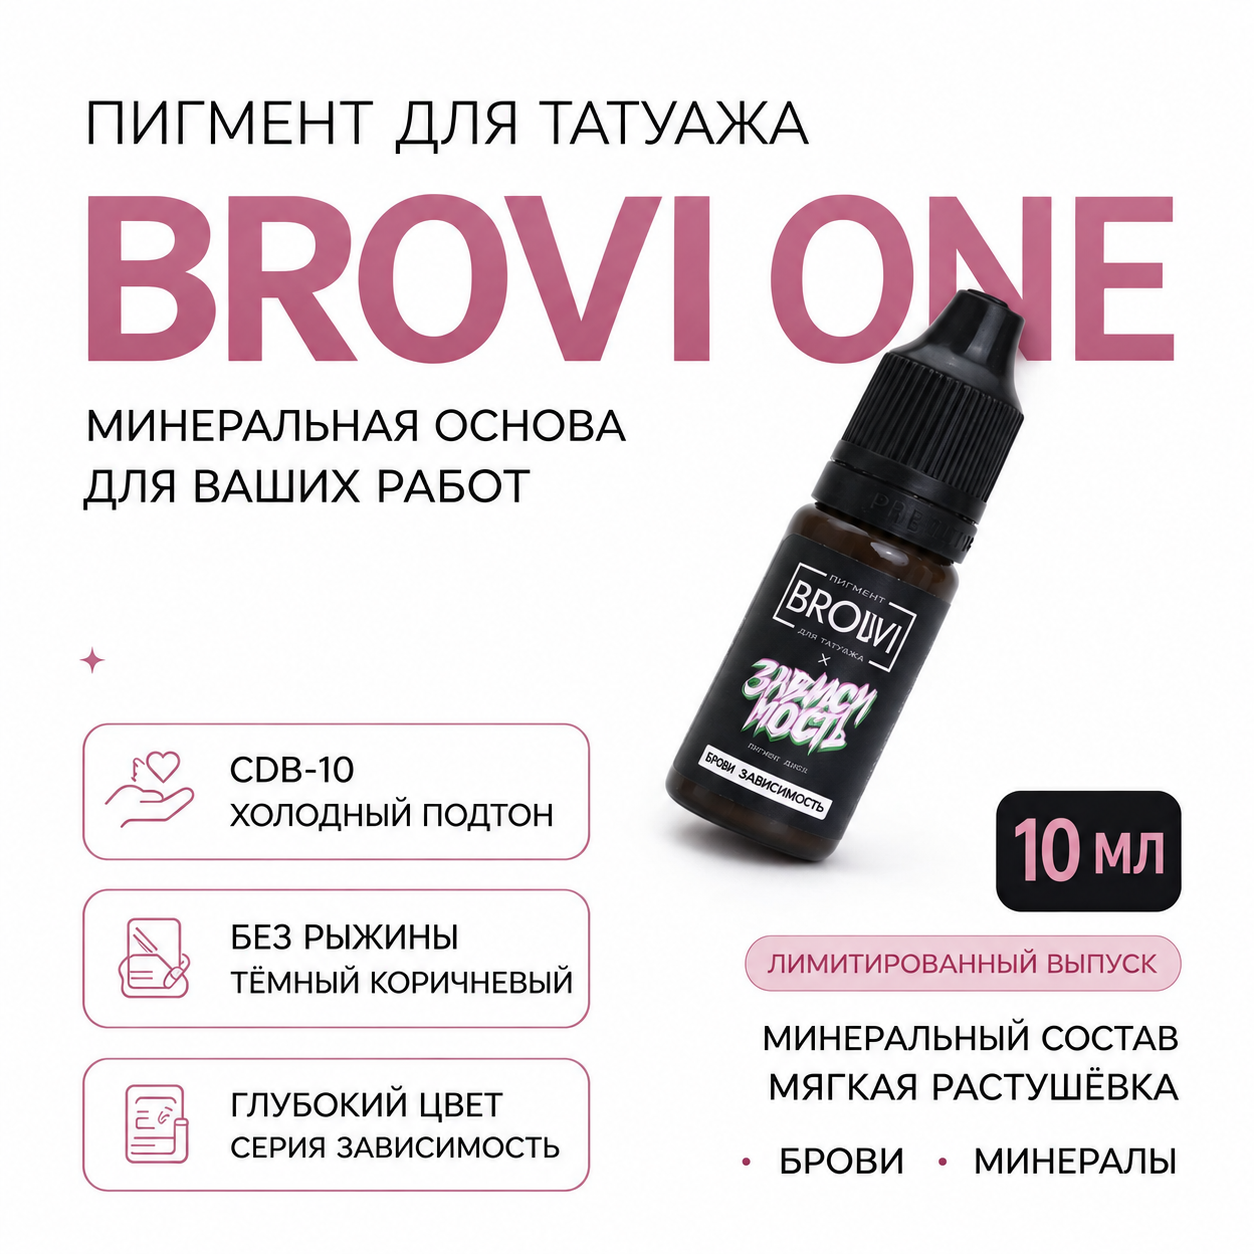 ПИГМЕНТ ДЛЯ ТАТУАЖА
BROVI ONE
МИНЕРАЛЬНАЯ ОСНОВА
ДЛЯ ВАШИХ РАБОТ
ПИГМЕНТ
BROWI
ДЛЯ ТАТУАЖА
X
ЗАВИСИ
МОСТЬ
ПИГМЕНТ
БРОВИ ЗАВИСИМОСТЬ
CDB-10
ХОЛОДНЫЙ ПОДТОН
БЕЗ РЫЖИНЫ
ТЁМНЫЙ КОРИЧНЕВЫЙ
ГЛУБОКИЙ ЦВЕТ
СЕРИЯ ЗАВИСИМОСТЬ
10 МЛ
ЛИМИТИРОВАННЫЙ ВЫПУСК
МИНЕРАЛЬНЫЙ СОСТАВ
МЯГКАЯ РАСТУШЁВКА
• БРОВИ • МИНЕРАЛЫ